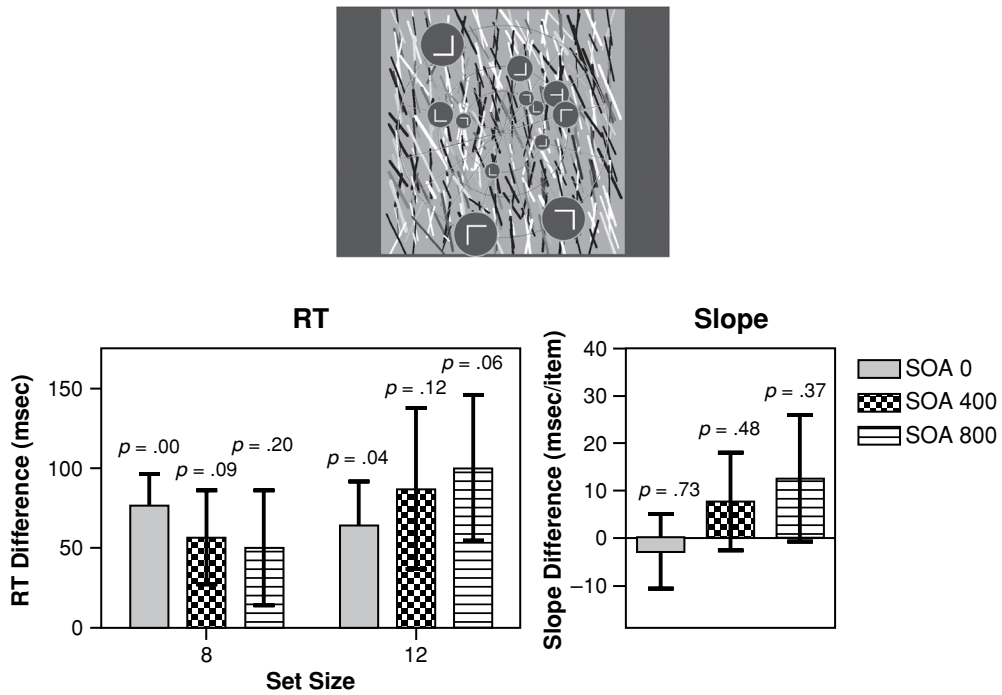 RT
RT Difference (msec)
150
100
50
0
p = .00
p = .09
p = .20
p = .04
p = .12
p = .06
8
12
Set Size
Slope
Slope Difference (msec/item)
40
30
20
10
0
−10
p = .73
p = .48
p = .37
SOA 0
SOA 400
SOA 800